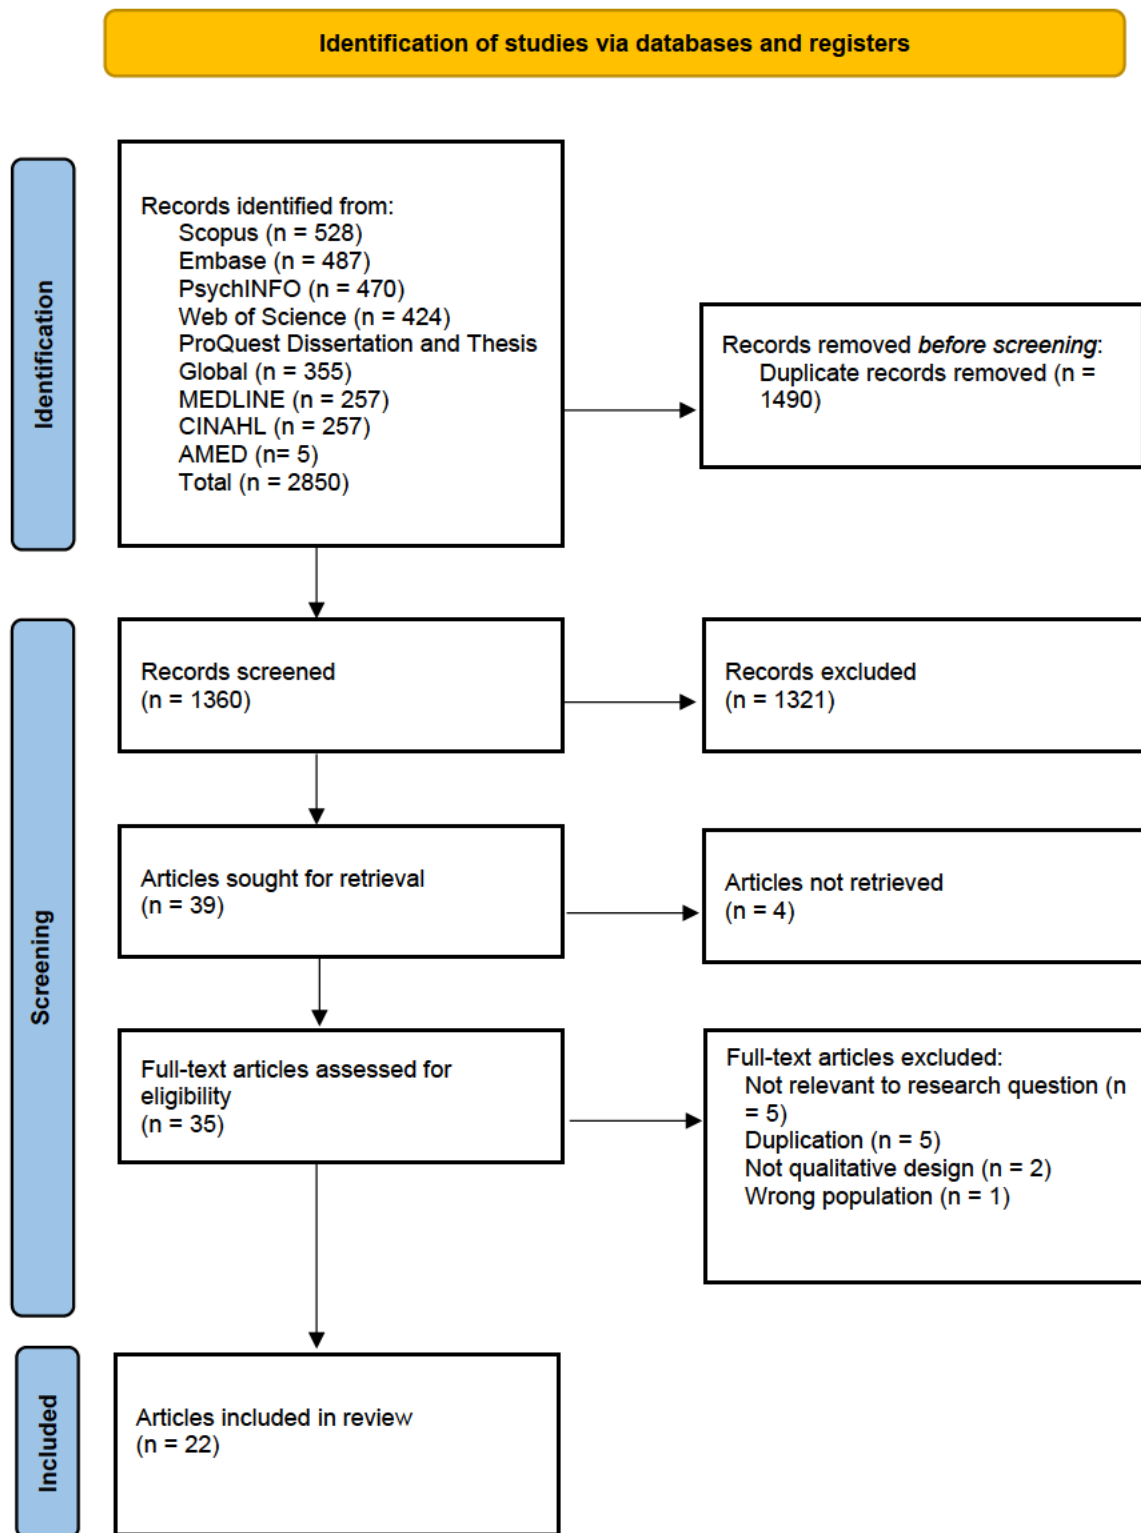 Identification of studies via databases and registers
Identification
Records identified from:
Scopus (n = 528)
Embase (n = 487)
PsychINFO (n = 470)
Web of Science (n = 424)
ProQuest Dissertation and Thesis
Global (n = 355)
MEDLINE (n = 257)
CINAHL (n = 257)
AMED (n= 5)
Total (n = 2850)
Records removed before screening:
Duplicate records removed (n =
1490)
Screening
Records screened
(n = 1360)
Records excluded
(n = 1321)
Articles sought for retrieval
(n = 39)
Articles not retrieved
(n = 4)
Full-text articles assessed for
eligibility
(n = 35)
Full-text articles excluded:
Not relevant to research question (n
= 5)
Duplication (n = 5)
Not qualitative design (n = 2)
Wrong population (n = 1)
Included
Articles included in review
(n = 22)